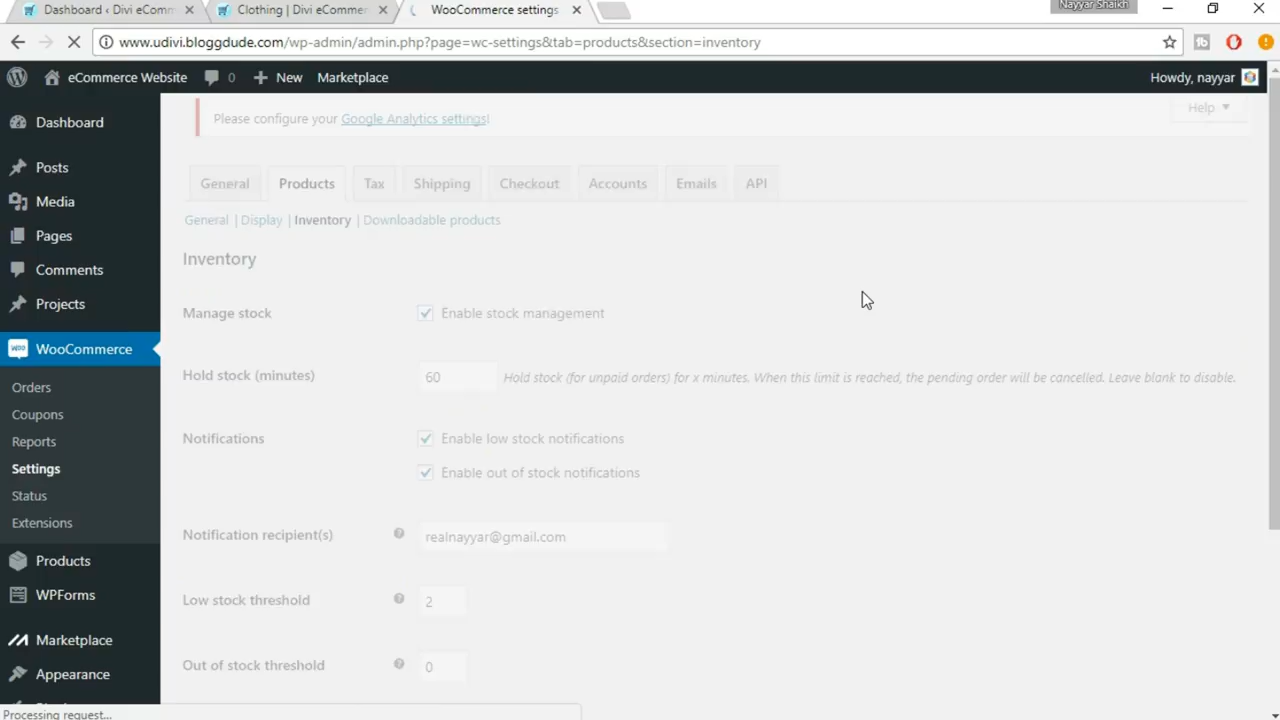 Dashboard ‹ Divi eComm
Clothing | Divi eCommer
WooCommerce settings
Nayyar Shaikh
www.udivi.bloggdude.com/wp-admin/admin.php?page=wc-settings&tab=products&section=inventory
eCommerce Website
0
New
Marketplace
Howdy, nayyar
Help
Please configure your Google Analytics settings!
Dashboard
Posts
Media
Pages
Comments
Projects
WooCommerce
Orders
Coupons
Reports
Settings
Status
Extensions
Products
WPForms
Marketplace
Appearance
General
Products
Tax
Shipping
Checkout
Accounts
Emails
API
General | Display | Inventory | Downloadable products
Inventory
Manage stock
Enable stock management
Hold stock (minutes)
60
Hold stock (for unpaid orders) for x minutes. When this limit is reached, the pending order will be cancelled. Leave blank to disable.
Notifications
Enable low stock notifications
Enable out of stock notifications
Notification recipient(s)
realnayyar@gmail.com
Low stock threshold
2
Out of stock threshold
0
Processing request...